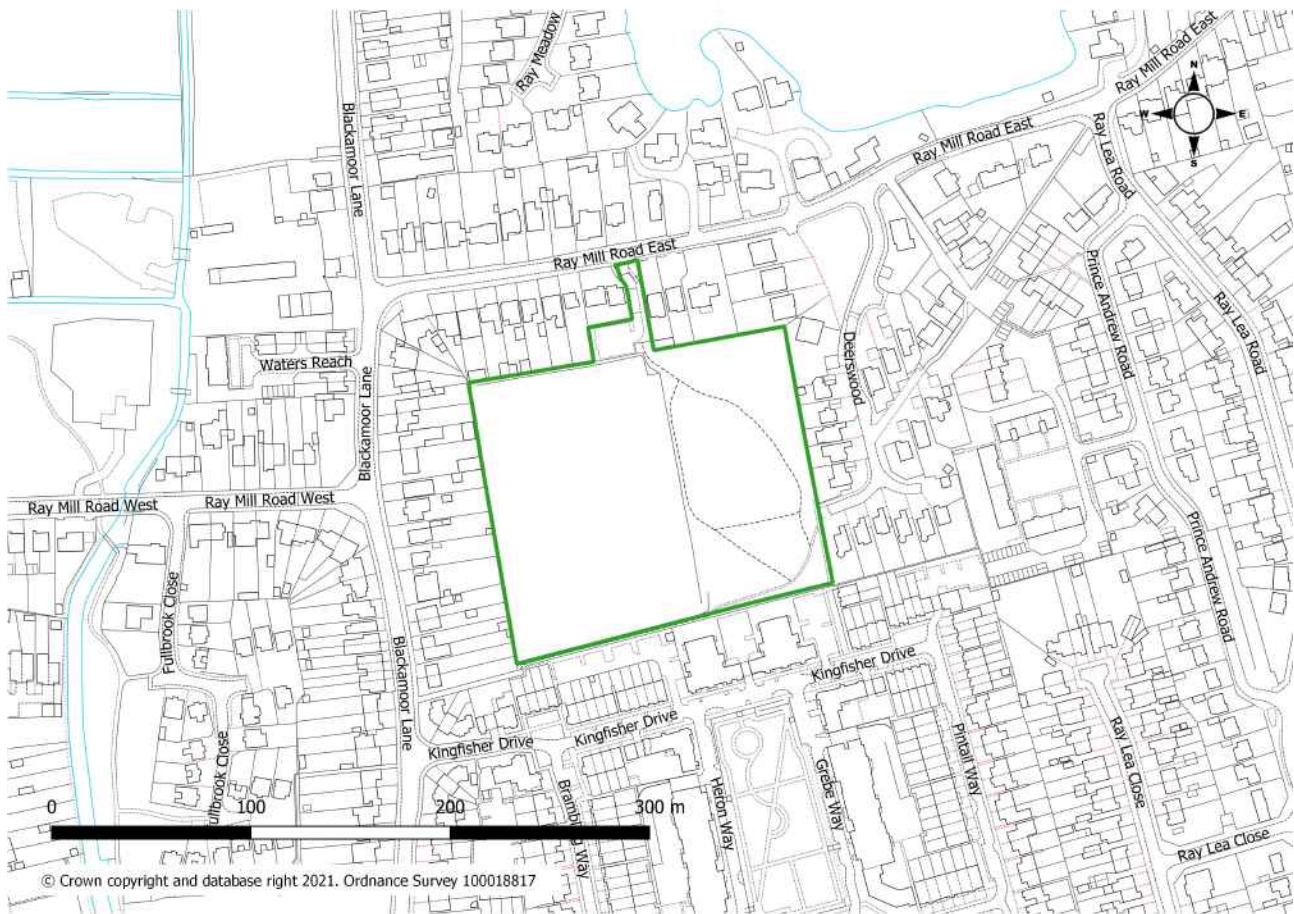 Ray Meadow
Ray Mill Road East
N
W
E
S
Blackamoor Lane
Ray Mill Road East
Ray Lea Road
Ray Mill Road East
Prince Andrew Road
Ray Lea Road
Waters Reach
Deerswood
Blackamoor Lane
Ray Mill Road West
Ray Mill Road West
Fullbrook Close
Prince Andrew Road
Blackamoor Lane
Kingfisher Drive
Kingfisher Drive
Kingfisher Drive
Fullbrook Close
Brambling Way
Heron Way
Grebe Way
Pintail Way
Ray Lea Close
Ray Lea Close
0 100 200 300 m
© Crown copyright and database right 2021. Ordnance Survey 100018817